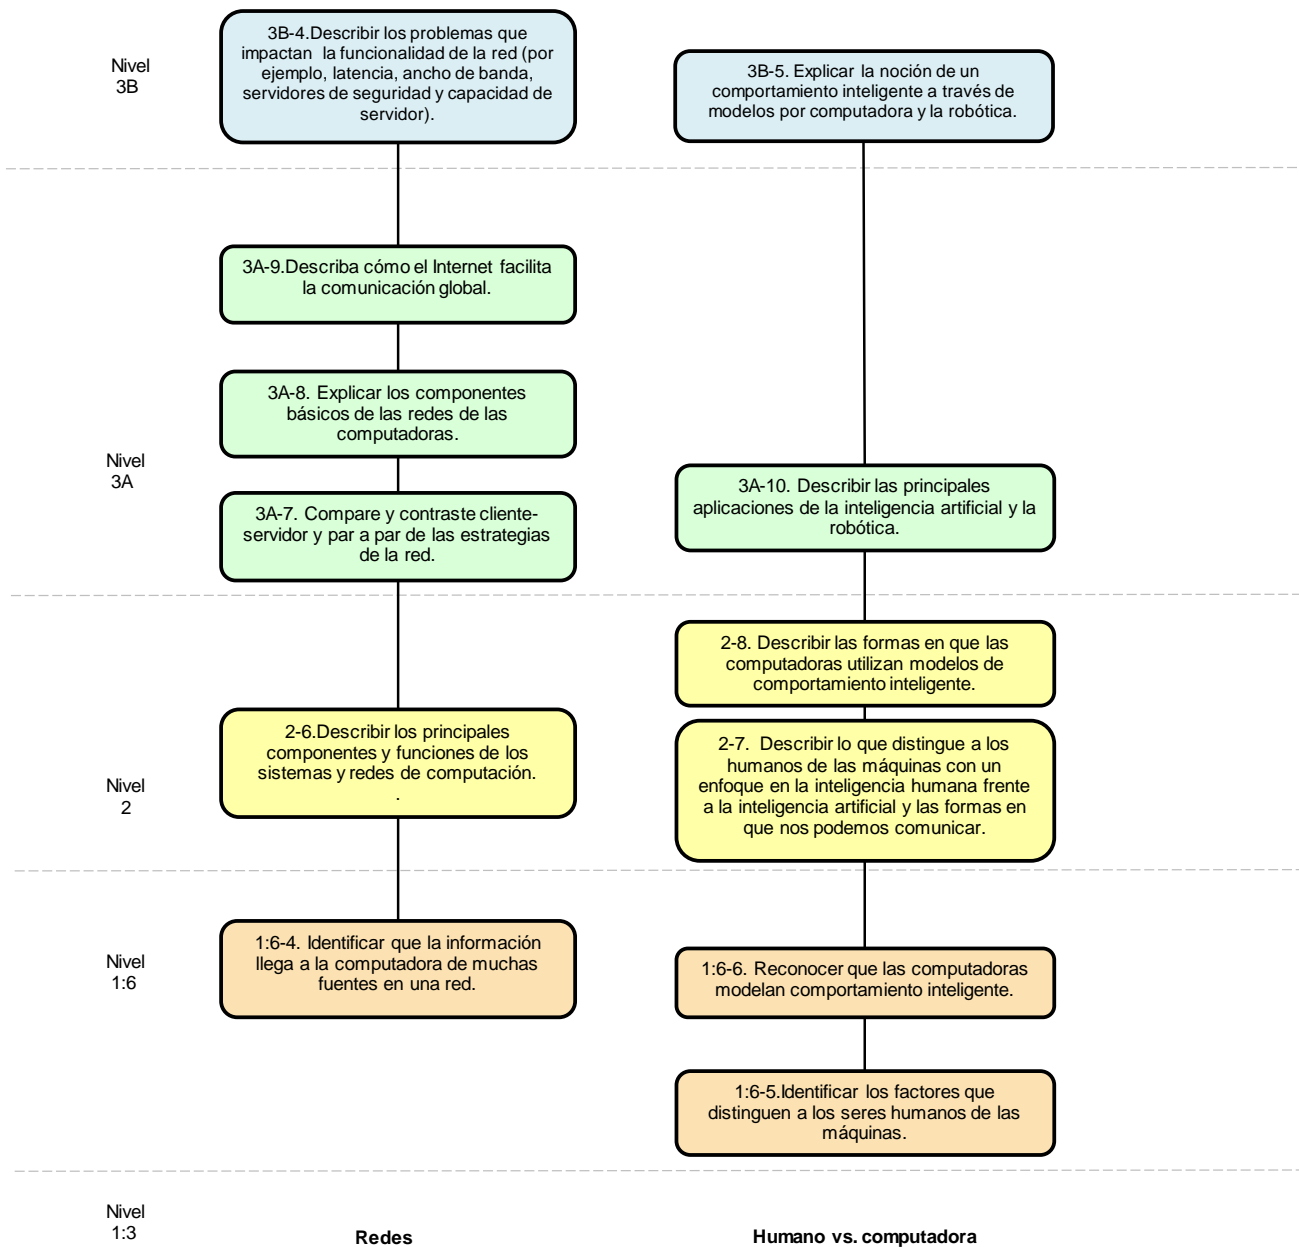 Nivel
3B
3B-4.Describir los problemas que
impactan la funcionalidad de la red (por
ejemplo, latencia, ancho de banda,
servidores de seguridad y capacidad de
servidor).
3B-5. Explicar la noción de un
comportamiento inteligente a través de
modelos por computadora y la robótica.
3A-9.Describa cómo el Internet facilita
la comunicación global.
3A-8. Explicar los componentes
básicos de las redes de las
computadoras.
Nivel
3A
3A-7. Compare y contraste cliente-
servidor y par a par de las estrategias
de la red.
3A-10. Describir las principales
aplicaciones de la inteligencia artificial y la
robótica.
2-8. Describir las formas en que las
computadoras utilizan modelos de
comportamiento inteligente.
Nivel
2
2-6.Describir los principales
componentes y funciones de los
sistemas y redes de computación.
.
2-7. Describir lo que distingue a los
humanos de las máquinas con un
enfoque en la inteligencia humana frente
a la inteligencia artificial y las formas en
que nos podemos comunicar.
Nivel
1:6
1:6-4. Identificar que la información
llega a la computadora de muchas
fuentes en una red.
1:6-6. Reconocer que las computadoras
modelan comportamiento inteligente.
1:6-5.Identificar los factores que
distinguen a los seres humanos de las
máquinas.
Nivel
1:3
Redes
Humano vs. computadora